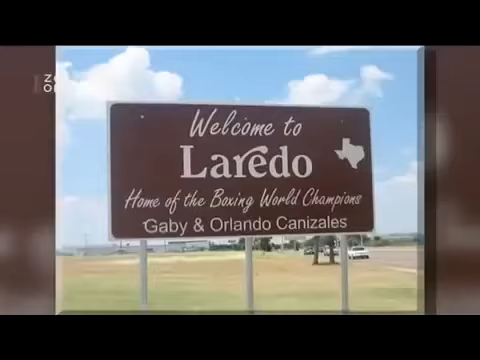 Welcome to
Laredo
Home of the Boxing World Champions
Gaby & Orlando Canizales